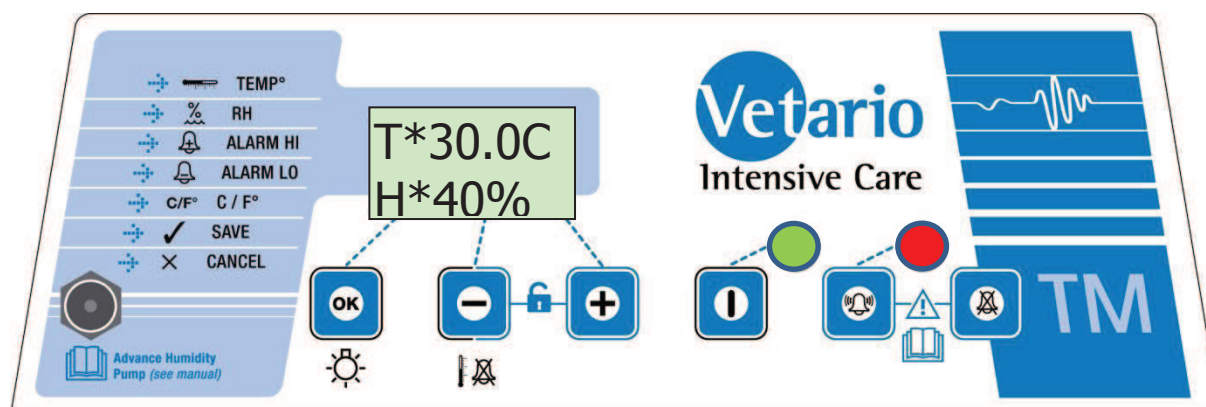 TEMP°
% RH
ALARM HI
ALARM LO
C/F° C / F°
SAVE
CANCEL
Advance Humidity
Pump (see manual)
T*30.0C
H*40%
OK
Vetario
Intensive Care
TM